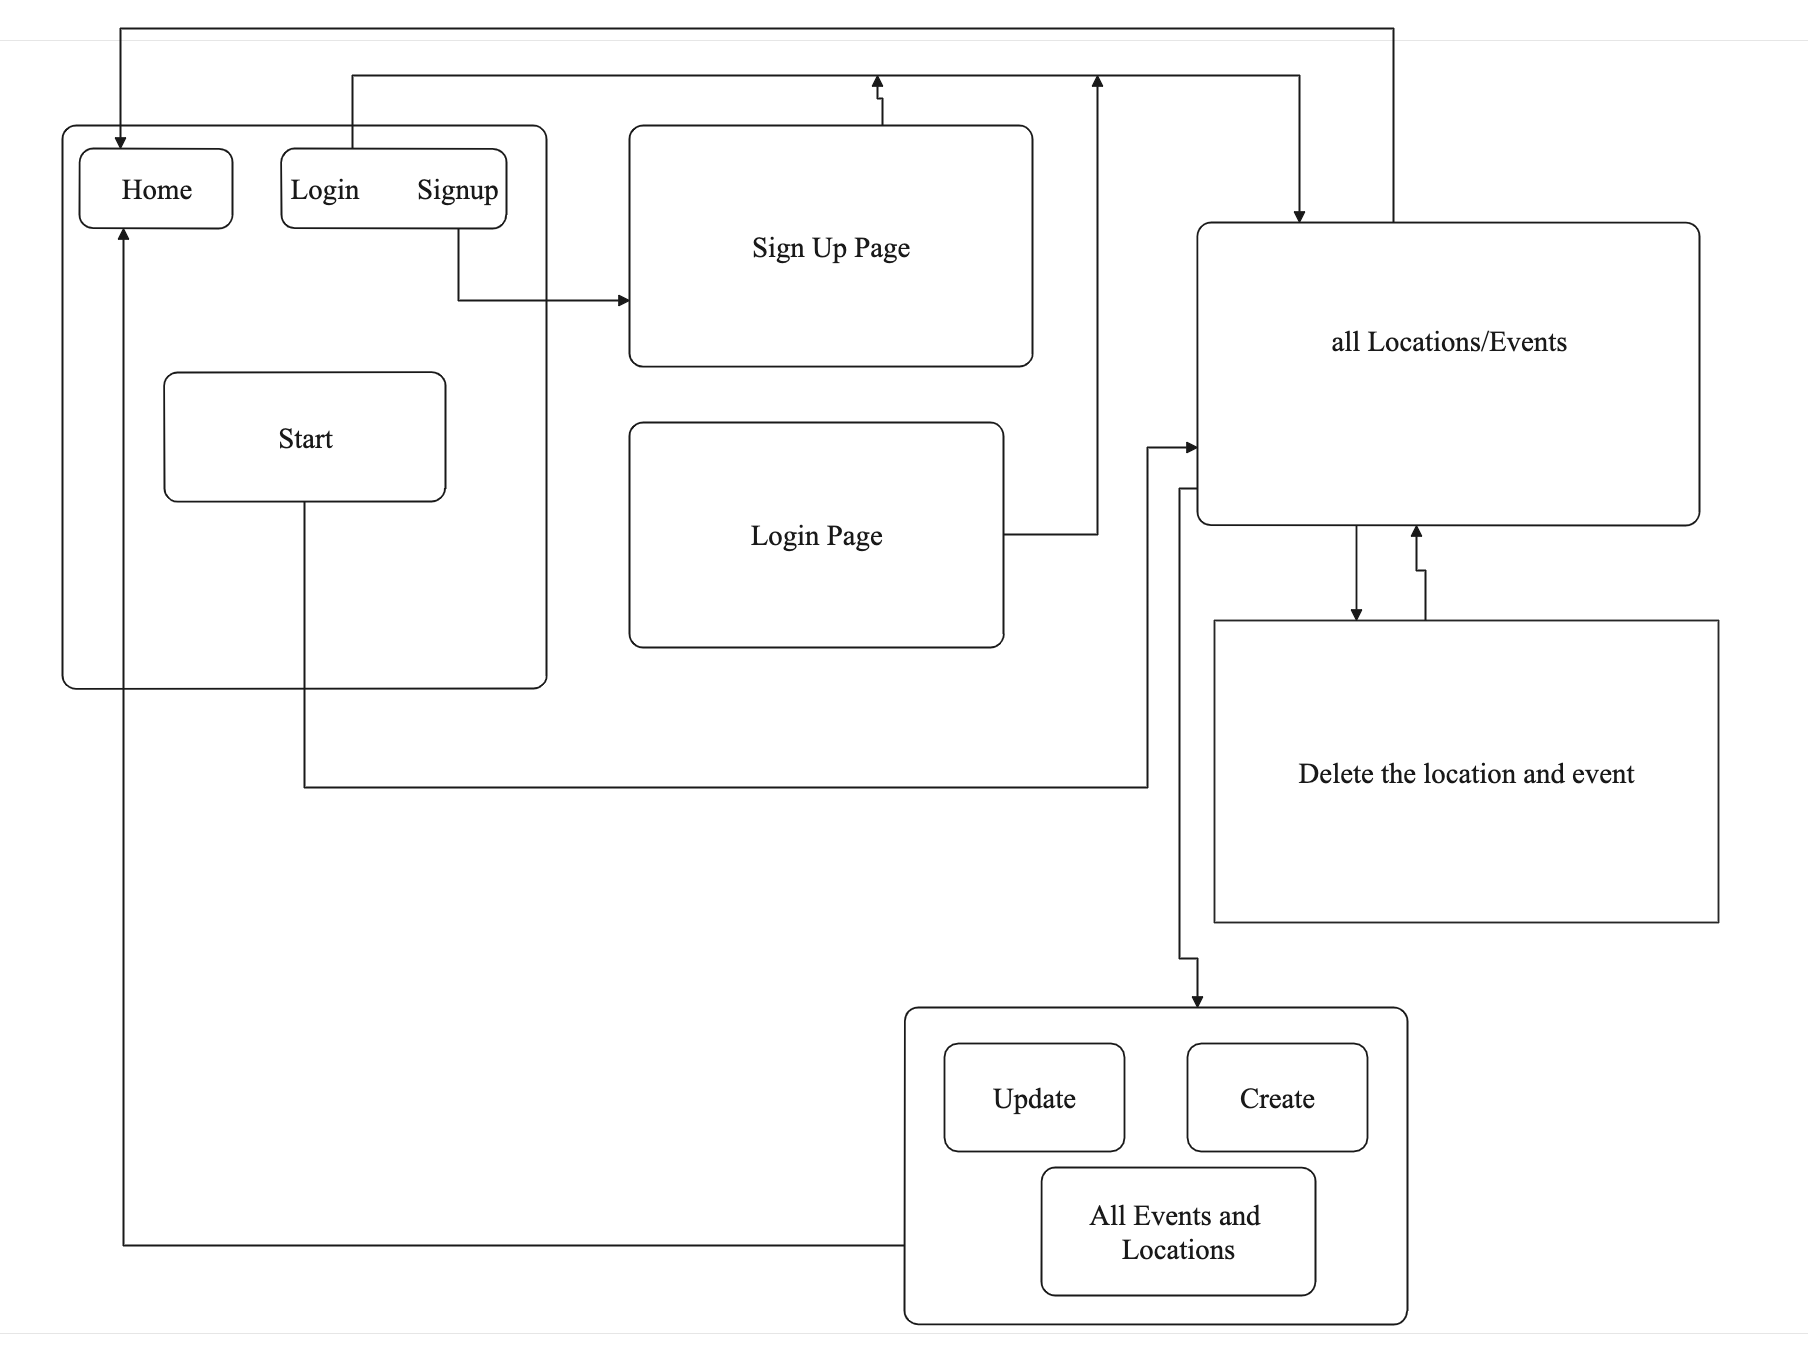 Home
Login
Signup
Sign Up Page
all Locations/Events
Start
Login Page
Delete the location and event
Update
Create
All Events and
Locations